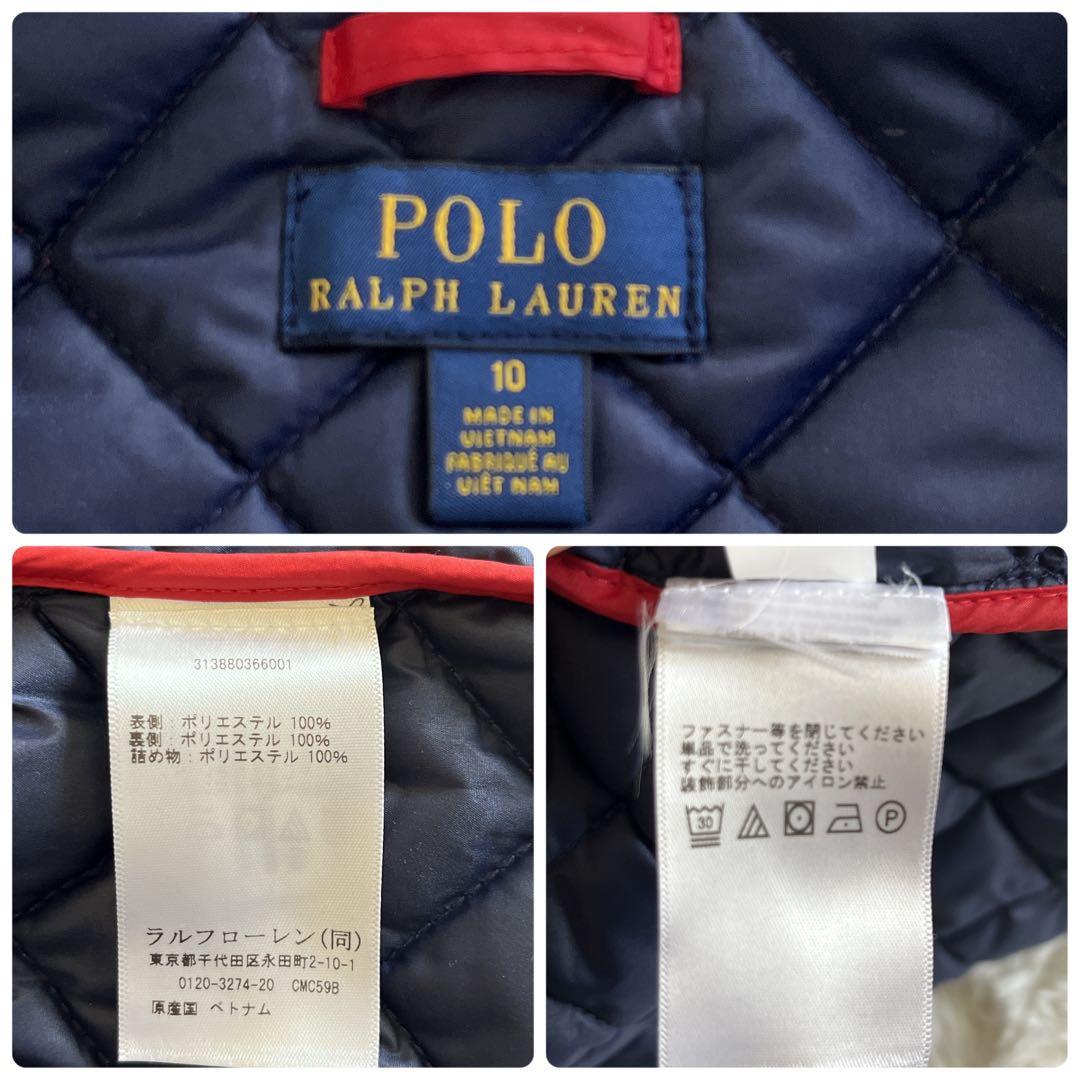 POLO
RALPH LAUREN
10
MADE IN
VIETNAM
FABRIQUÉ AU
VIÊT NAM
313880366001
表側:ポリエステル 100%
裏側:ポリエステル 100%
詰め物:ポリエステル 100%
ラルフローレン(同)
東京都千代田区永田町2-10-1
0120-3274-20 CMC59B
原産国 ベトナム
ファスナー等を閉じてください
単品で洗ってください
すぐに干してください
装飾部分へのアイロン禁止
30
P